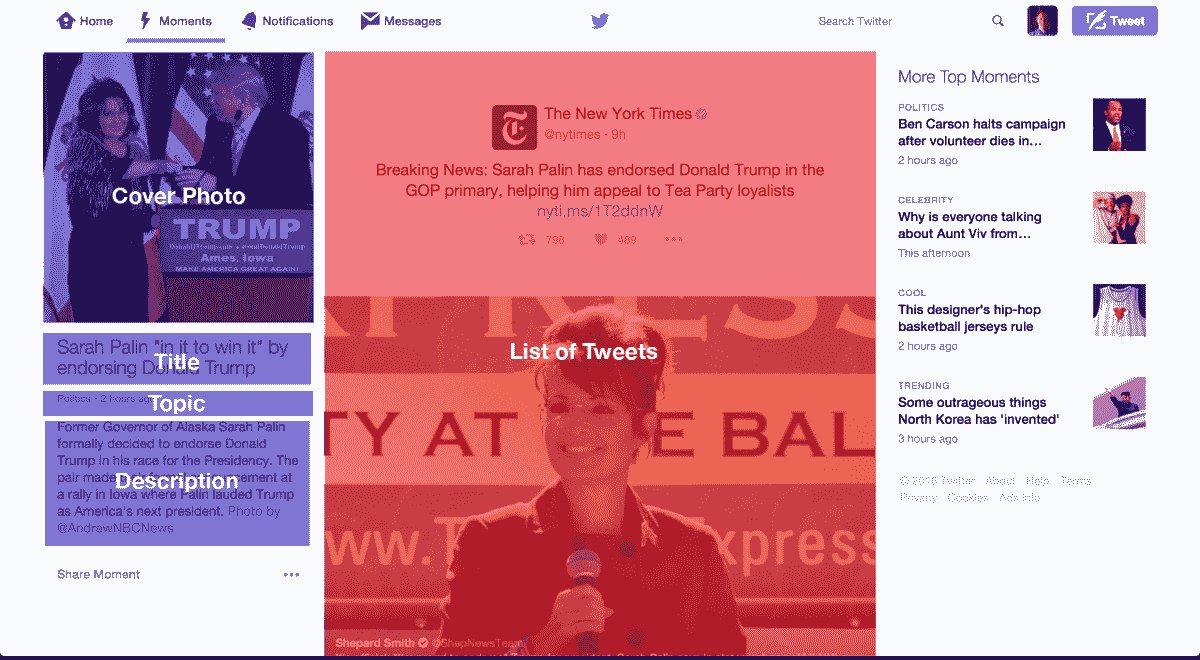 Home
Moments
Notifications
Messages
Search Twitter
Tweet
Cover Photo
TRUMP
Ames, Iowa
MAKE AMERICA GREAT AGAIN!
Sarah Palin "in it to win it" by
endorsing Donald Trump
Title
Politics · 2 hours ago
Topic
Former Governor of Alaska Sarah Palin
formally decided to endorse Donald
Trump in his race for the Presidency. The
pair made
at
a rally in Iowa where Palin lauded Trump
as America's next president. Photo by
@AndrewNBCNews
Description
Share Moment
The New York Times
@nytimes · 9h
Breaking News: Sarah Palin has endorsed Donald Trump in the
GOP primary, helping him appeal to Tea Party loyalists
nyti.ms/1T2ddnW
798 489
List of Tweets
XPRESS
TY AT E BAL
ww.T Express
Shepard Smith @ShepNewsTeam
More Top Moments
POLITICS
Ben Carson halts campaign
after volunteer dies in…
2 hours ago
CELEBRITY
Why is everyone talking
about Aunt Viv from…
This afternoon
COOL
This designer's hip-hop
basketball jerseys rule
2 hours ago
TRENDING
Some outrageous things
North Korea has 'invented'
3 hours ago
© 2016 Twitter About Help Terms
Privacy Cookies Ads info